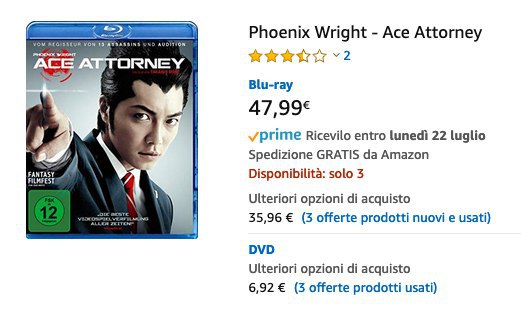 Phoenix Wright - Ace Attorney
2
Blu-ray
47,99€
prime Ricevilo entro lunedì 22 luglio
Spedizione GRATIS da Amazon
Disponibilità: solo 3
Ulteriori opzioni di acquisto
35,96 € (3 offerte prodotti nuovi e usati)
DVD
Ulteriori opzioni di acquisto
6,92 € (3 offerte prodotti usati)
VOM REGISSEUR VON 13 ASSASSINS UND AUDITION
PHOENIX WRIGHT
ACE ATTORNEY
FANTASY
FILMFEST
FSK
12
„DIE BESTE
VIDEOSPIELVERFILMUNG
ALLER ZEITEN!"